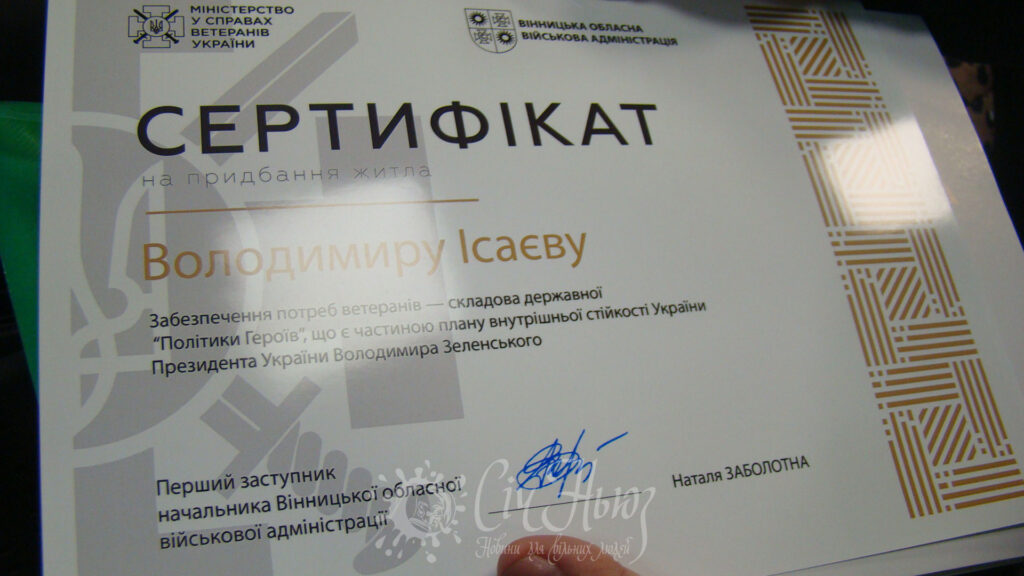 МІНІСТЕРСТВО
У СПРАВАХ
ВЕТЕРАНІВ
УКРАЇНИ
ВІННИЦЬКА ОБЛАСНА
ВІЙСЬКОВА АДМІНІСТРАЦІЯ
СЕРТИФІКАТ
на придбання житла
Володимиру Ісаєву
Забезпечення потреб ветеранів — складова державної
“Політики Героїв”, що є частиною плану внутрішньої стійкості України
Президента України Володимира Зеленського
Перший заступник
начальника Вінницької обласної
військової адміністрації
Наталя ЗАБОЛОТНА
Січ Ньюз
Новини для вільних людей